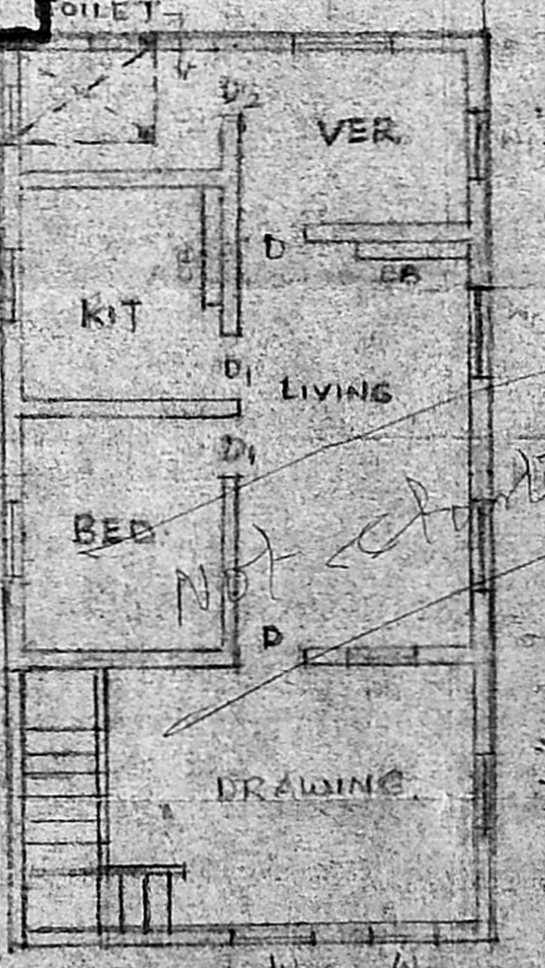 TOILET
D2
VER
D
CB
KIT
D1
LIVING
D1
BED
Not
D
DRAWING